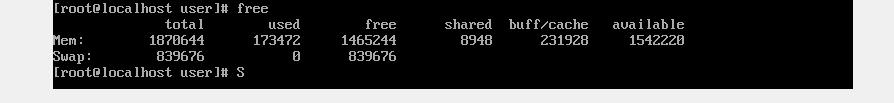 [root@localhost user]# free
total used free shared buff/cache available
Mem: 1870644 173472 1465244 8948 231928 1542220
Swap: 839676 0 839676
[root@localhost user]# S